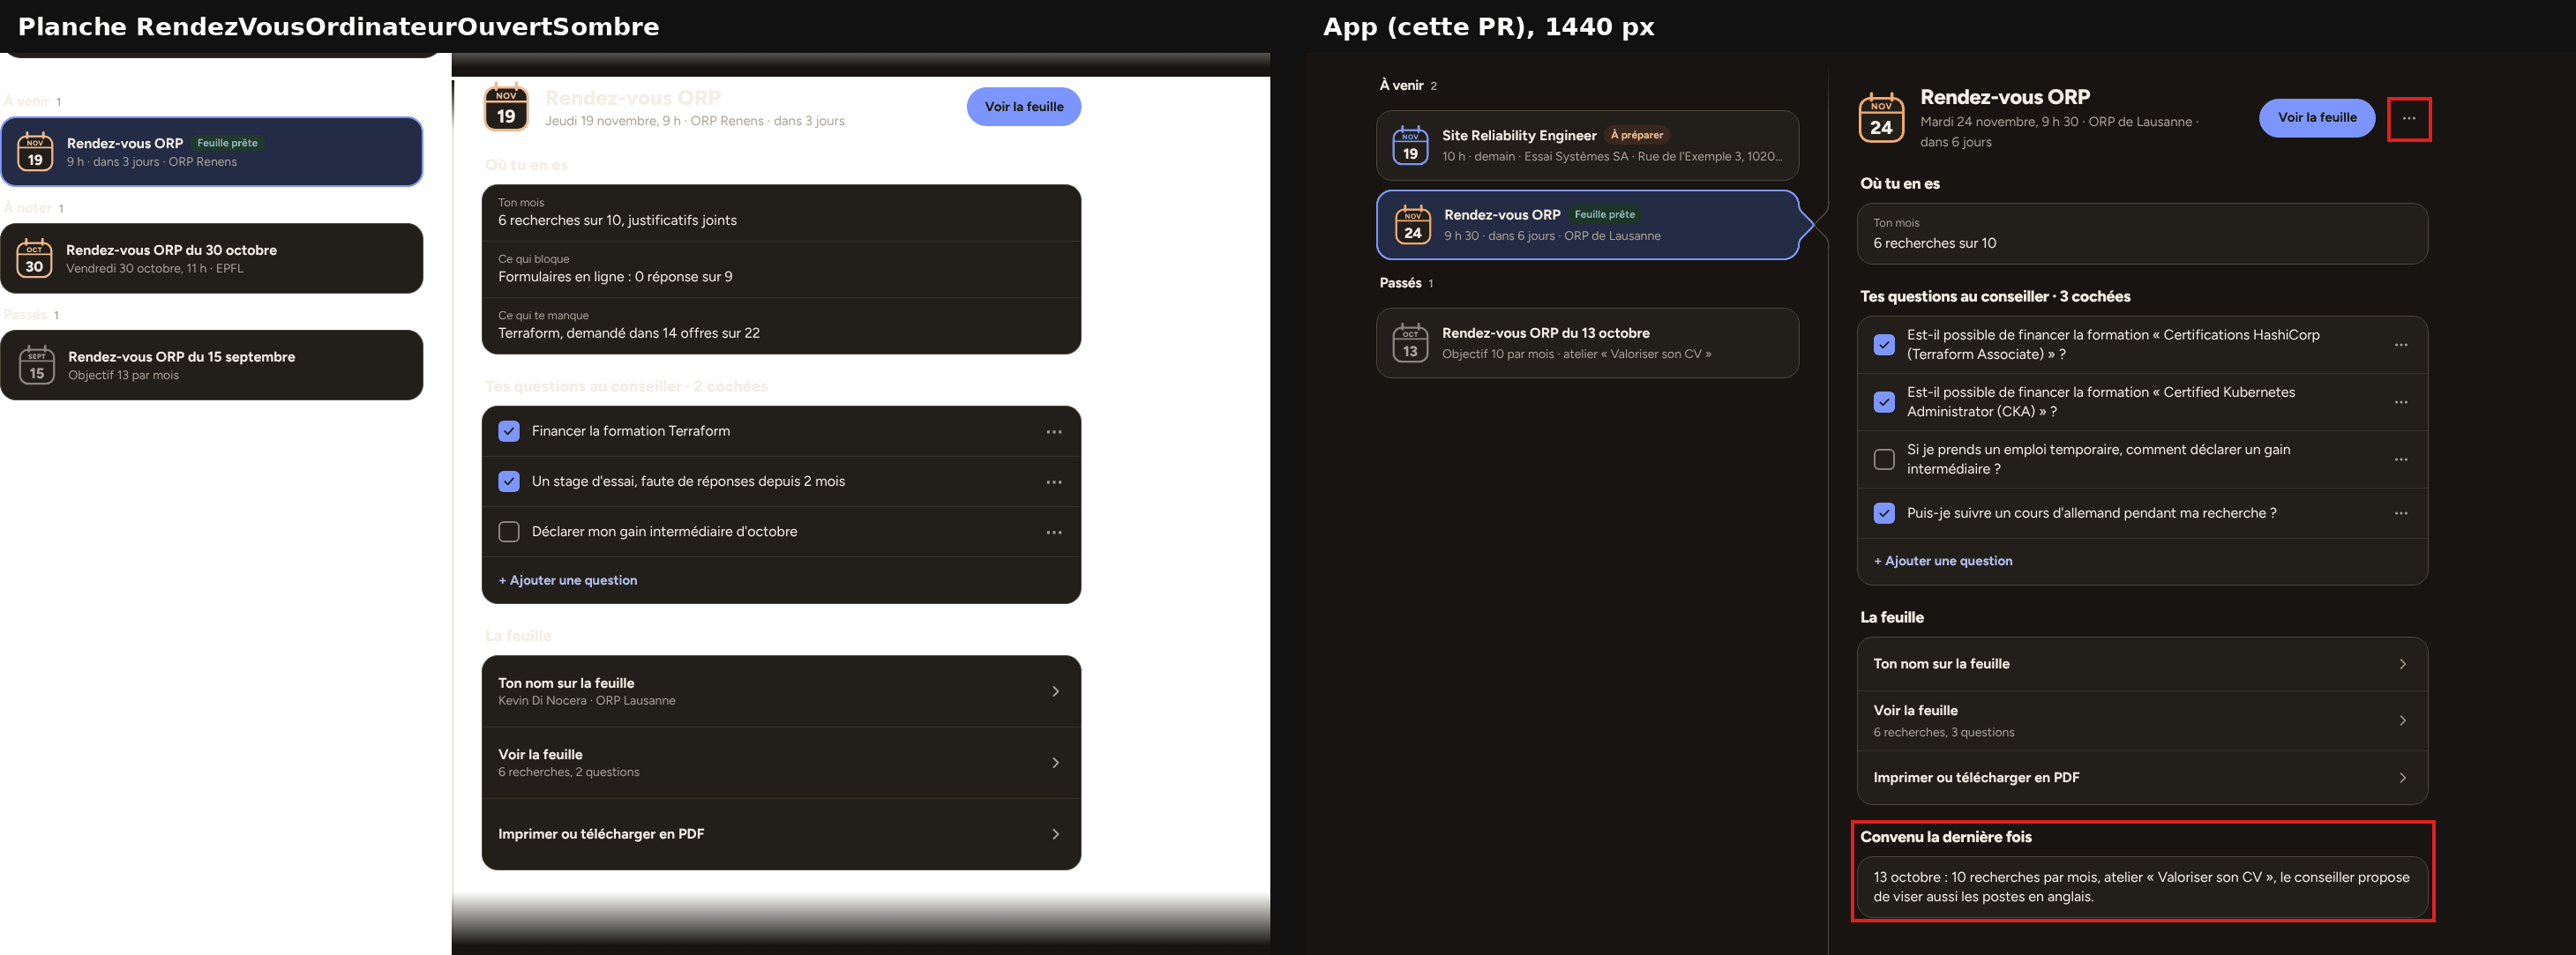 Planche RendezVousOrdinateurOuvertSombre
À venir 1
NOV
19
Rendez-vous ORP Feuille prête
9 h · dans 3 jours · ORP Renens
À noter 1
OCT
30
Rendez-vous ORP du 30 octobre
Vendredi 30 octobre, 11 h · EPFL
Passés 1
SEPT
15
Rendez-vous ORP du 15 septembre
Objectif 13 par mois
NOV
19
Rendez-vous ORP
Jeudi 19 novembre, 9 h · ORP Renens · dans 3 jours
Voir la feuille
Où tu en es
Ton mois
6 recherches sur 10, justificatifs joints
Ce qui bloque
Formulaires en ligne : 0 réponse sur 9
Ce qui te manque
Terraform, demandé dans 14 offres sur 22
Tes questions au conseiller · 2 cochées
Financer la formation Terraform
Un stage d'essai, faute de réponses depuis 2 mois
Déclarer mon gain intermédiaire d'octobre
+ Ajouter une question
La feuille
Ton nom sur la feuille
Kevin Di Nocera · ORP Lausanne
Voir la feuille
6 recherches, 2 questions
Imprimer ou télécharger en PDF
App (cette PR), 1440 px
À venir 2
NOV
19
Site Reliability Engineer À préparer
10 h · demain · Essai Systèmes SA · Rue de l'Exemple 3, 1020...
NOV
24
Rendez-vous ORP Feuille prête
9 h 30 · dans 6 jours · ORP de Lausanne
Passés 1
OCT
13
Rendez-vous ORP du 13 octobre
Objectif 10 par mois · atelier « Valoriser son CV »
NOV
24
Rendez-vous ORP
Mardi 24 novembre, 9 h 30 · ORP de Lausanne ·
dans 6 jours
Voir la feuille
Où tu en es
Ton mois
6 recherches sur 10
Tes questions au conseiller · 3 cochées
Est-il possible de financer la formation « Certifications HashiCorp
(Terraform Associate) » ?
Est-il possible de financer la formation « Certified Kubernetes
Administrator (CKA) » ?
Si je prends un emploi temporaire, comment déclarer un gain
intermédiaire ?
Puis-je suivre un cours d'allemand pendant ma recherche ?
+ Ajouter une question
La feuille
Ton nom sur la feuille
Voir la feuille
6 recherches, 3 questions
Imprimer ou télécharger en PDF
Convenu la dernière fois
13 octobre : 10 recherches par mois, atelier « Valoriser son CV », le conseiller propose
de viser aussi les postes en anglais.